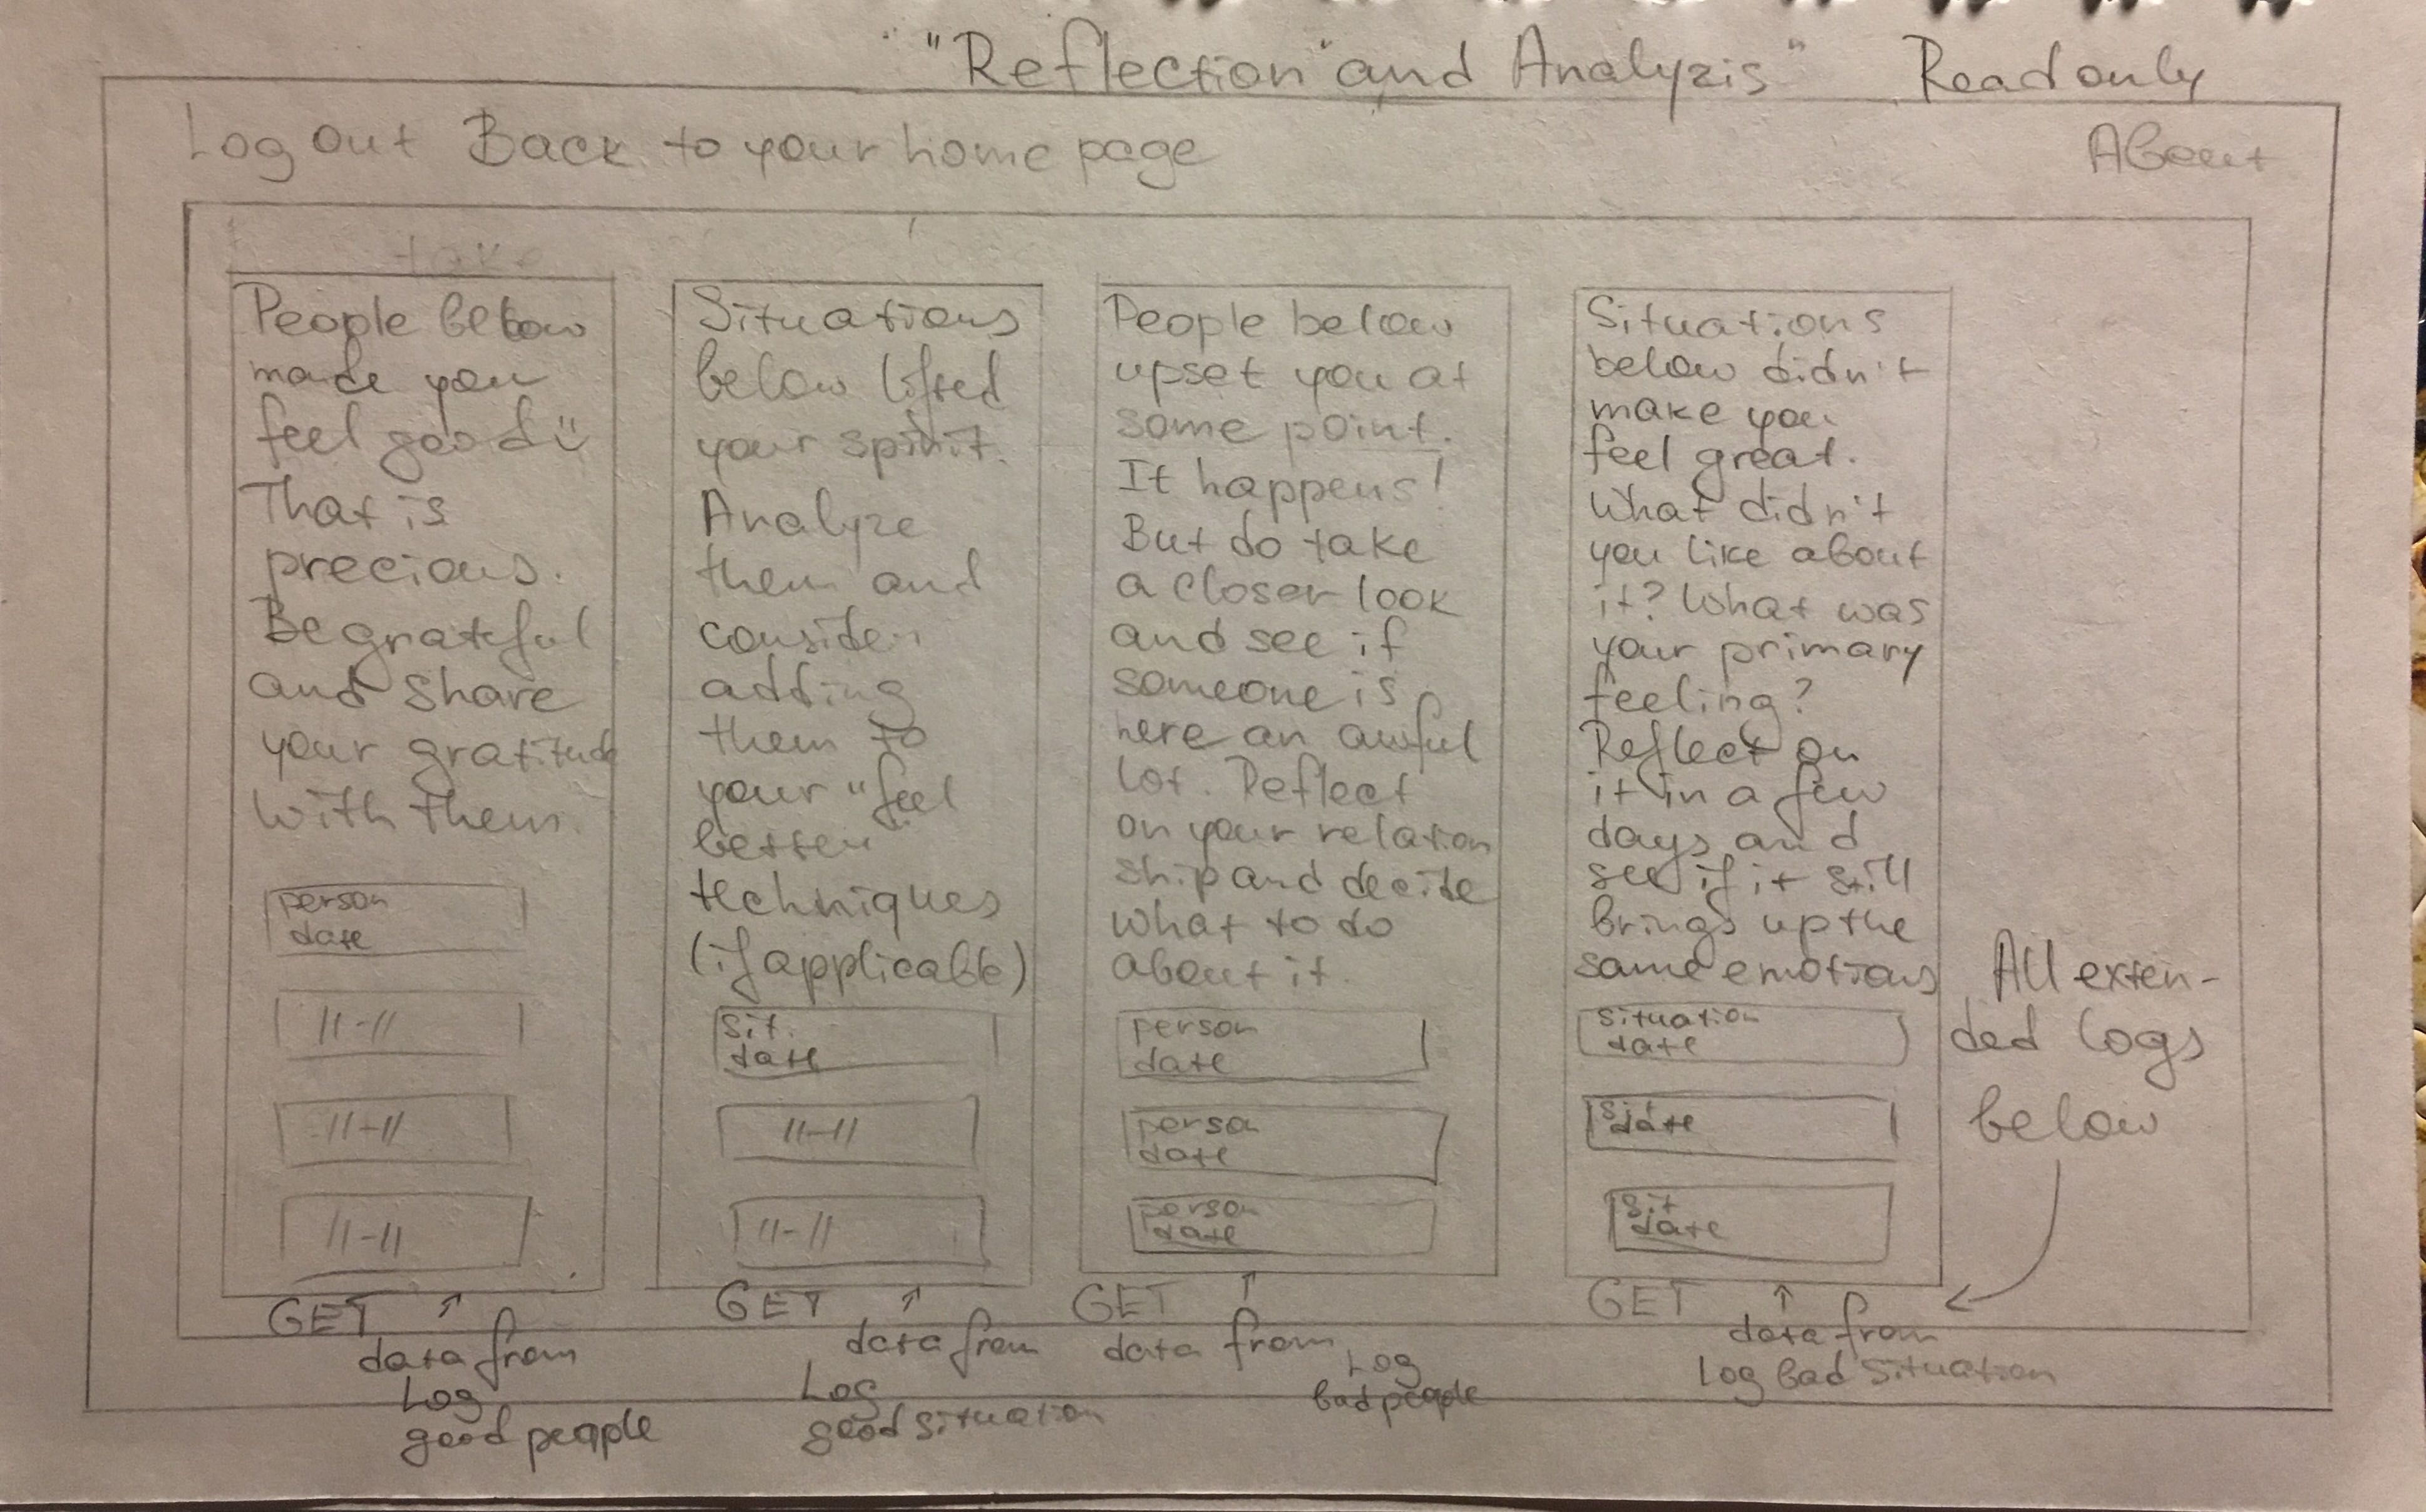 "Reflection" and Analyzis" Read only
Log out Back to your home page About
take
People below
made you
feel good
That is
precious.
Be grateful
and share
your gratitude
with them.
person
date
11-11
11-11
11-11
GET ↑
data from
Log
good people
Situations
below lifted
your spirit.
Analyze
them and
consider
adding
them to
your "feel
better"
techniques
(if applicable)
sit.
date
11-11
11-11
GET ↑
data from
Log
good situation
People below
upset you at
some point.
It happens!
But do take
a closer look
and see if
someone is
here an awful
lot. Reflect
on your relation
ship and decide
what to do
about it.
person
date
person
date
person
date
GET ↑
data from
Log
bad people
Situations
below didn't
make you
feel great.
What didn't
you like about
it? What was
your primary
feeling?
Reflect on
it in a few
days and
see if it still
brings up the
same emotions
situation
date
sit
date
sit
date
GET ↑
data from
Log bad situation
All exten-
ded logs
below